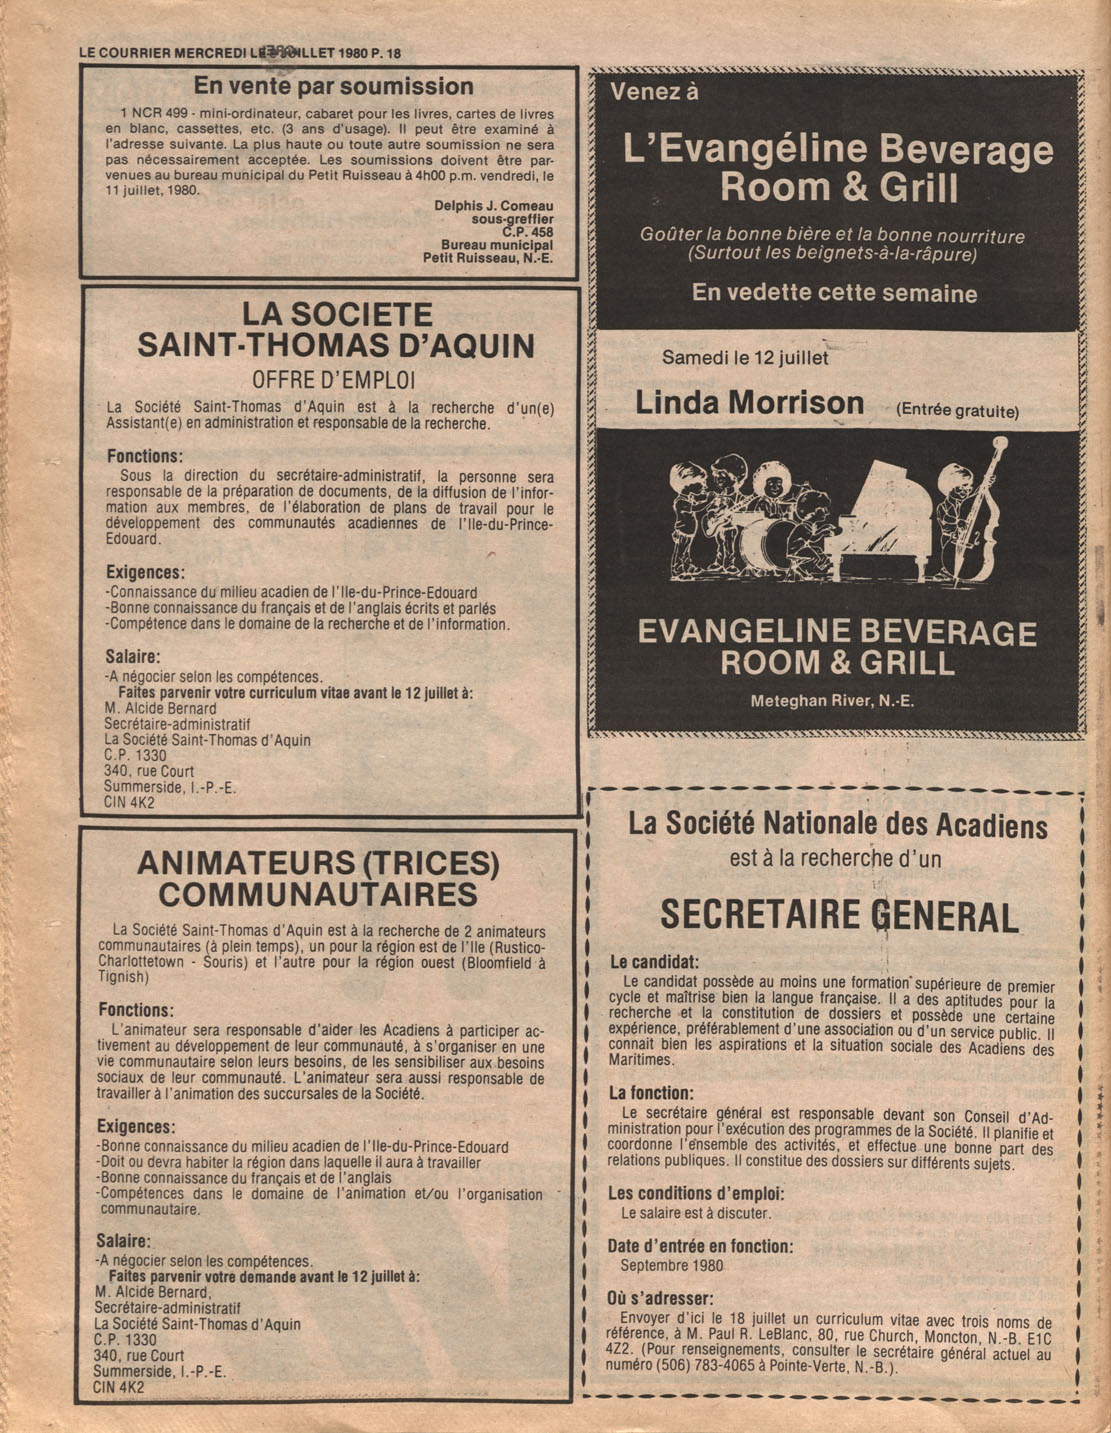 LE COURRIER MERCREDI LE JUILLET 1980 P. 18
En vente par soumission
1 NCR 499 - mini-ordinateur, cabaret pour les livres, cartes de livres
en blanc, cassettes, etc. (3 ans d'usage). Il peut être examiné à
l'adresse suivante. La plus haute ou toute autre soumission ne sera
pas nécessairement acceptée. Les soumissions doivent être par-
venues au bureau municipal du Petit Ruisseau à 4h00 p.m. vendredi, le
11 juillet, 1980.
Delphis J. Comeau
sous-greffier
C.P. 458
Bureau municipal
Petit Ruisseau, N.-E.
LA SOCIETE
SAINT-THOMAS D'AQUIN
OFFRE D'EMPLOI
La Société Saint-Thomas d'Aquin est à la recherche d'un(e)
Assistant(e) en administration et responsable de la recherche.
Fonctions:
Sous la direction du secrétaire-administratif, la personne sera
responsable de la préparation de documents, de la diffusion de l'infor-
mation aux membres, de l'élaboration de plans de travail pour le
développement des communautés acadiennes de l'Ile-du-Prince-
Edouard.
Exigences:
-Connaissance du milieu acadien de l'Ile-du-Prince-Edouard
-Bonne connaissance du français et de l'anglais écrits et parlés
-Compétence dans le domaine de la recherche et de l'information.
Salaire:
-A négocier selon les compétences.
Faites parvenir votre curriculum vitae avant le 12 juillet à:
M. Alcide Bernard
Secrétaire-administratif
La Société Saint-Thomas d'Aquin
C.P. 1330
340, rue Court
Summerside, I.-P.-E.
CIN 4K2
ANIMATEURS (TRICES)
COMMUNAUTAIRES
La Société Saint-Thomas d'Aquin est à la recherche de 2 animateurs
communautaires (à plein temps), un pour la région est de l'Ile (Rustico-
Charlottetown - Souris) et l'autre pour la région ouest (Bloomfield à
Tignish)
Fonctions:
L'animateur sera responsable d'aider les Acadiens à participer ac-
tivement au développement de leur communauté, à s'organiser en une
vie communautaire selon leurs besoins, de les sensibiliser aux besoins
sociaux de leur communauté. L'animateur sera aussi responsable de
travailler à l'animation des succursales de la Société.
Exigences:
-Bonne connaissance du milieu acadien de l'Ile-du-Prince-Edouard
-Doit ou devra habiter la région dans laquelle il aura à travailler
-Bonne connaissance du français et de l'anglais
-Compétences dans le domaine de l'animation et/ou l'organisation
communautaire.
Salaire:
-A négocier selon les compétences.
Faites parvenir votre demande avant le 12 juillet à:
M. Alcide Bernard,
Secrétaire-administratif
La Société Saint-Thomas d'Aquin
C.P. 1330
340, rue Court
Summerside, I.-P.-E.
CIN 4K2
Venez à
L'Evangéline Beverage
Room & Grill
Goûter la bonne bière et la bonne nourriture
(Surtout les beignets-à-la-râpure)
En vedette cette semaine
Samedi le 12 juillet
Linda Morrison (Entrée gratuite)
EVANGELINE BEVERAGE
ROOM & GRILL
Meteghan River, N.-E.
La Société Nationale des Acadiens
est à la recherche d'un
SECRETAIRE GENERAL
Le candidat:
Le candidat possède au moins une formation supérieure de premier
cycle et maîtrise bien la langue française. Il a des aptitudes pour la
recherche et la constitution de dossiers et possède une certaine
expérience, préférablement d'une association ou d'un service public. Il
connait bien les aspirations et la situation sociale des Acadiens des
Maritimes.
La fonction:
Le secrétaire général est responsable devant son Conseil d'Ad-
ministration pour l'exécution des programmes de la Société. Il planifie et
coordonne l'ensemble des activités, et effectue une bonne part des
relations publiques. Il constitue des dossiers sur différents sujets.
Les conditions d'emploi:
Le salaire est à discuter.
Date d'entrée en fonction:
Septembre 1980
Où s'adresser:
Envoyer d'ici le 18 juillet un curriculum vitae avec trois noms de
référence, à M. Paul R. LeBlanc, 80, rue Church, Moncton, N.-B. E1C
4Z2. (Pour renseignements, consulter le secrétaire général actuel au
numéro (506) 783-4065 à Pointe-Verte, N.-B.).